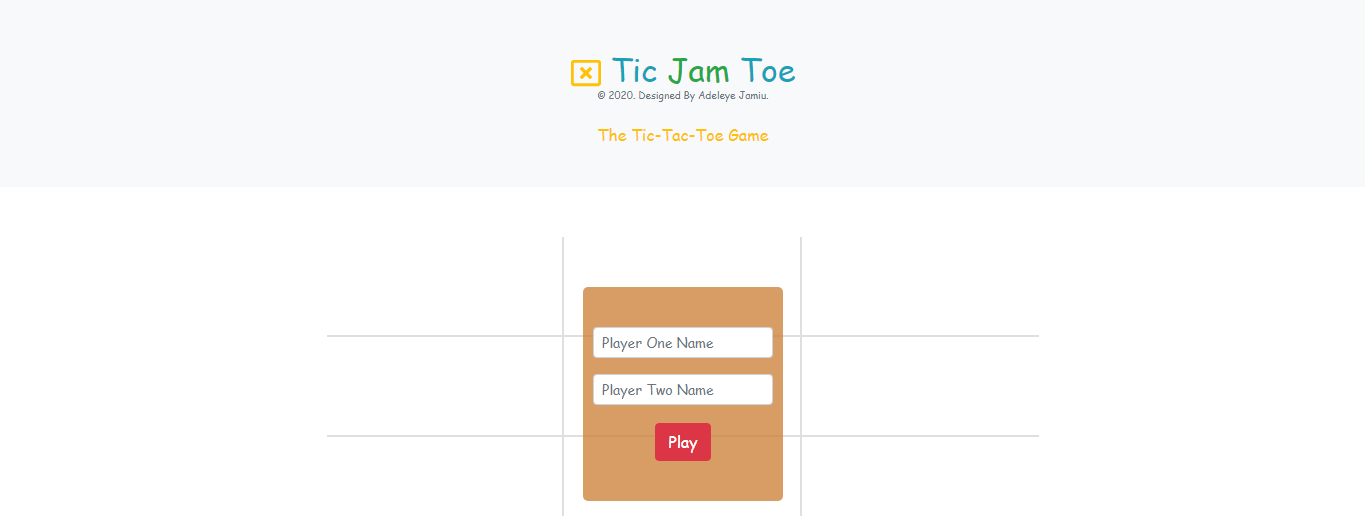 Tic Jam Toe
© 2020. Designed By Adeleye Jamiu.
The Tic-Tac-Toe Game
Player One Name
Player Two Name
Play